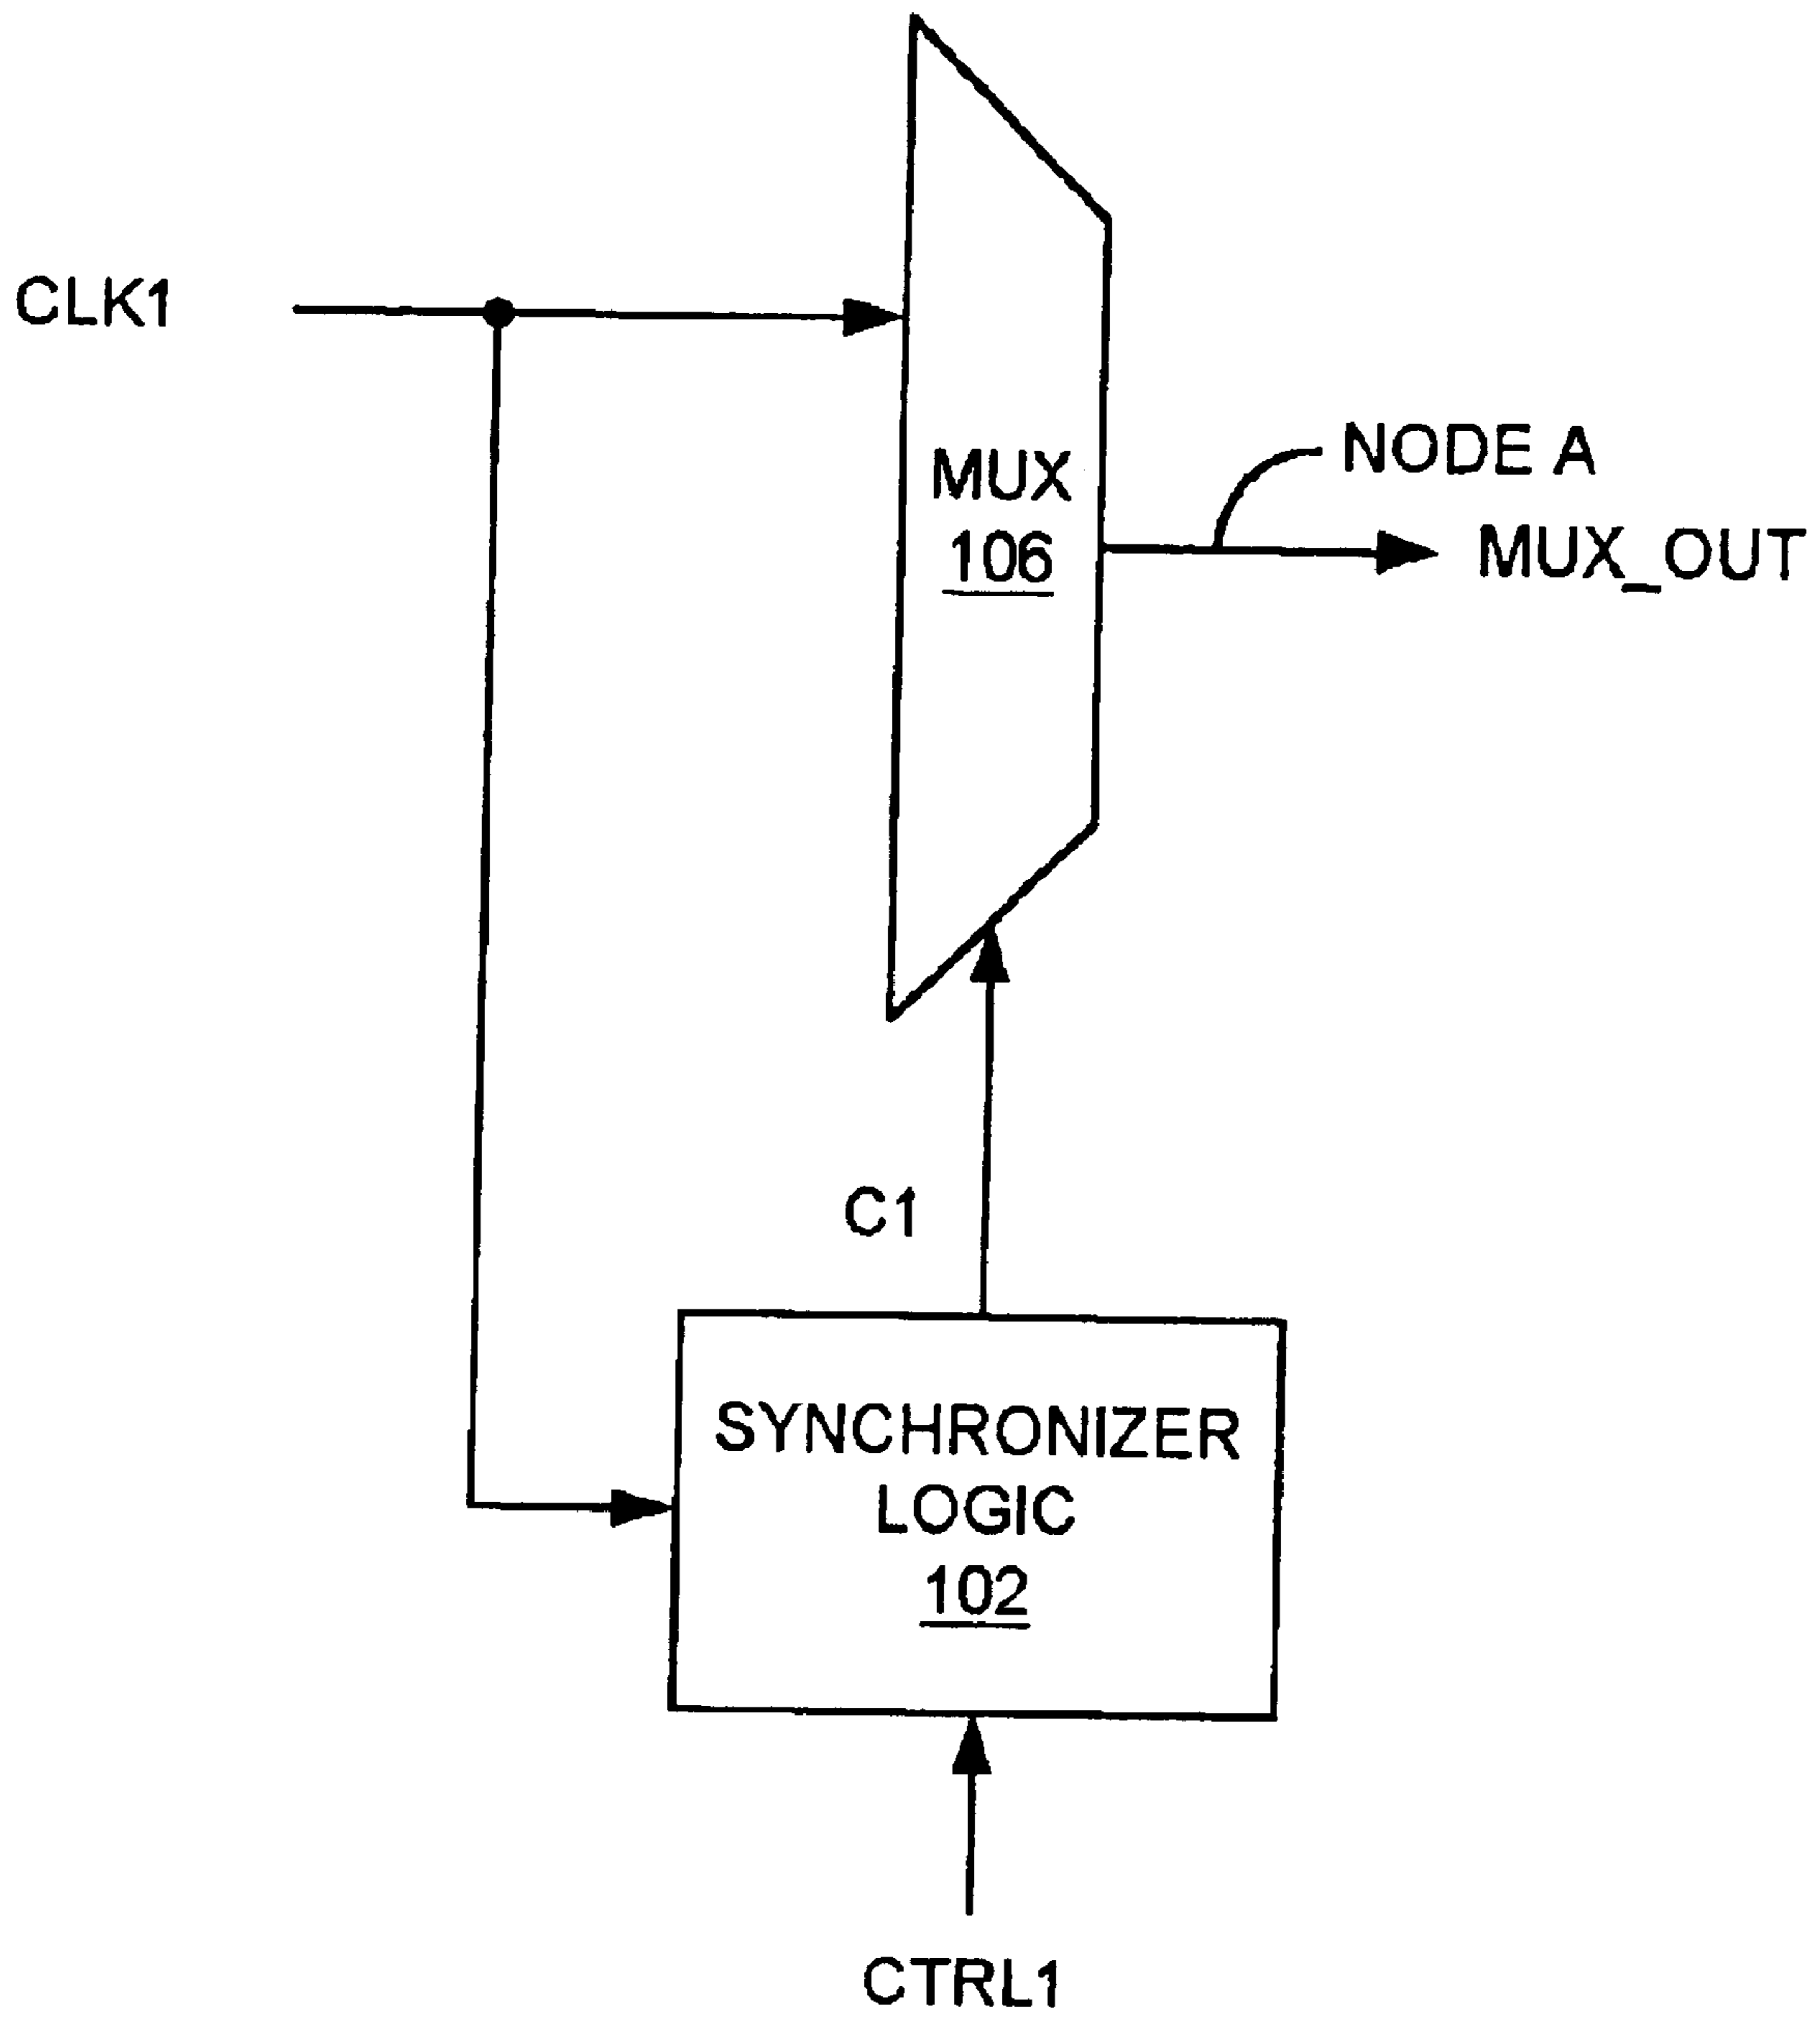 CLK1
MUX
106
NODE A
MUX_OUT
C1
SYNCHRONIZER
LOGIC
102
CTRL1